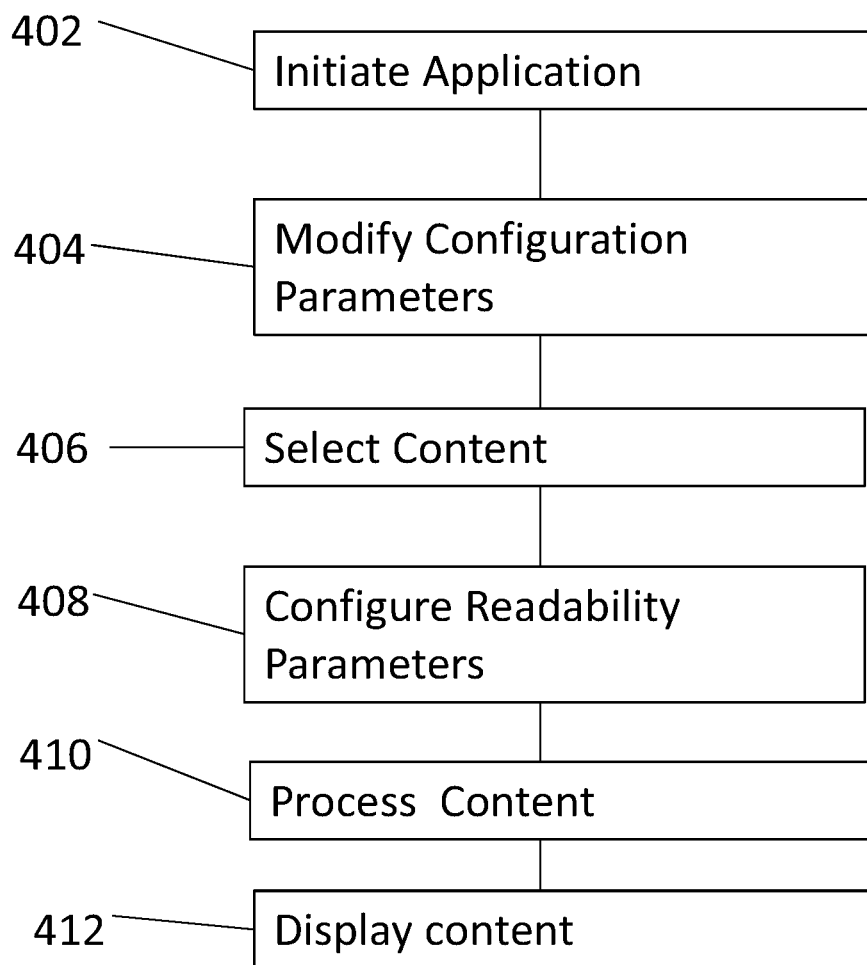 402
Initiate Application
404
Modify Configuration
Parameters
406
Select Content
408
Configure Readability
Parameters
410
Process  Content
412
Display content